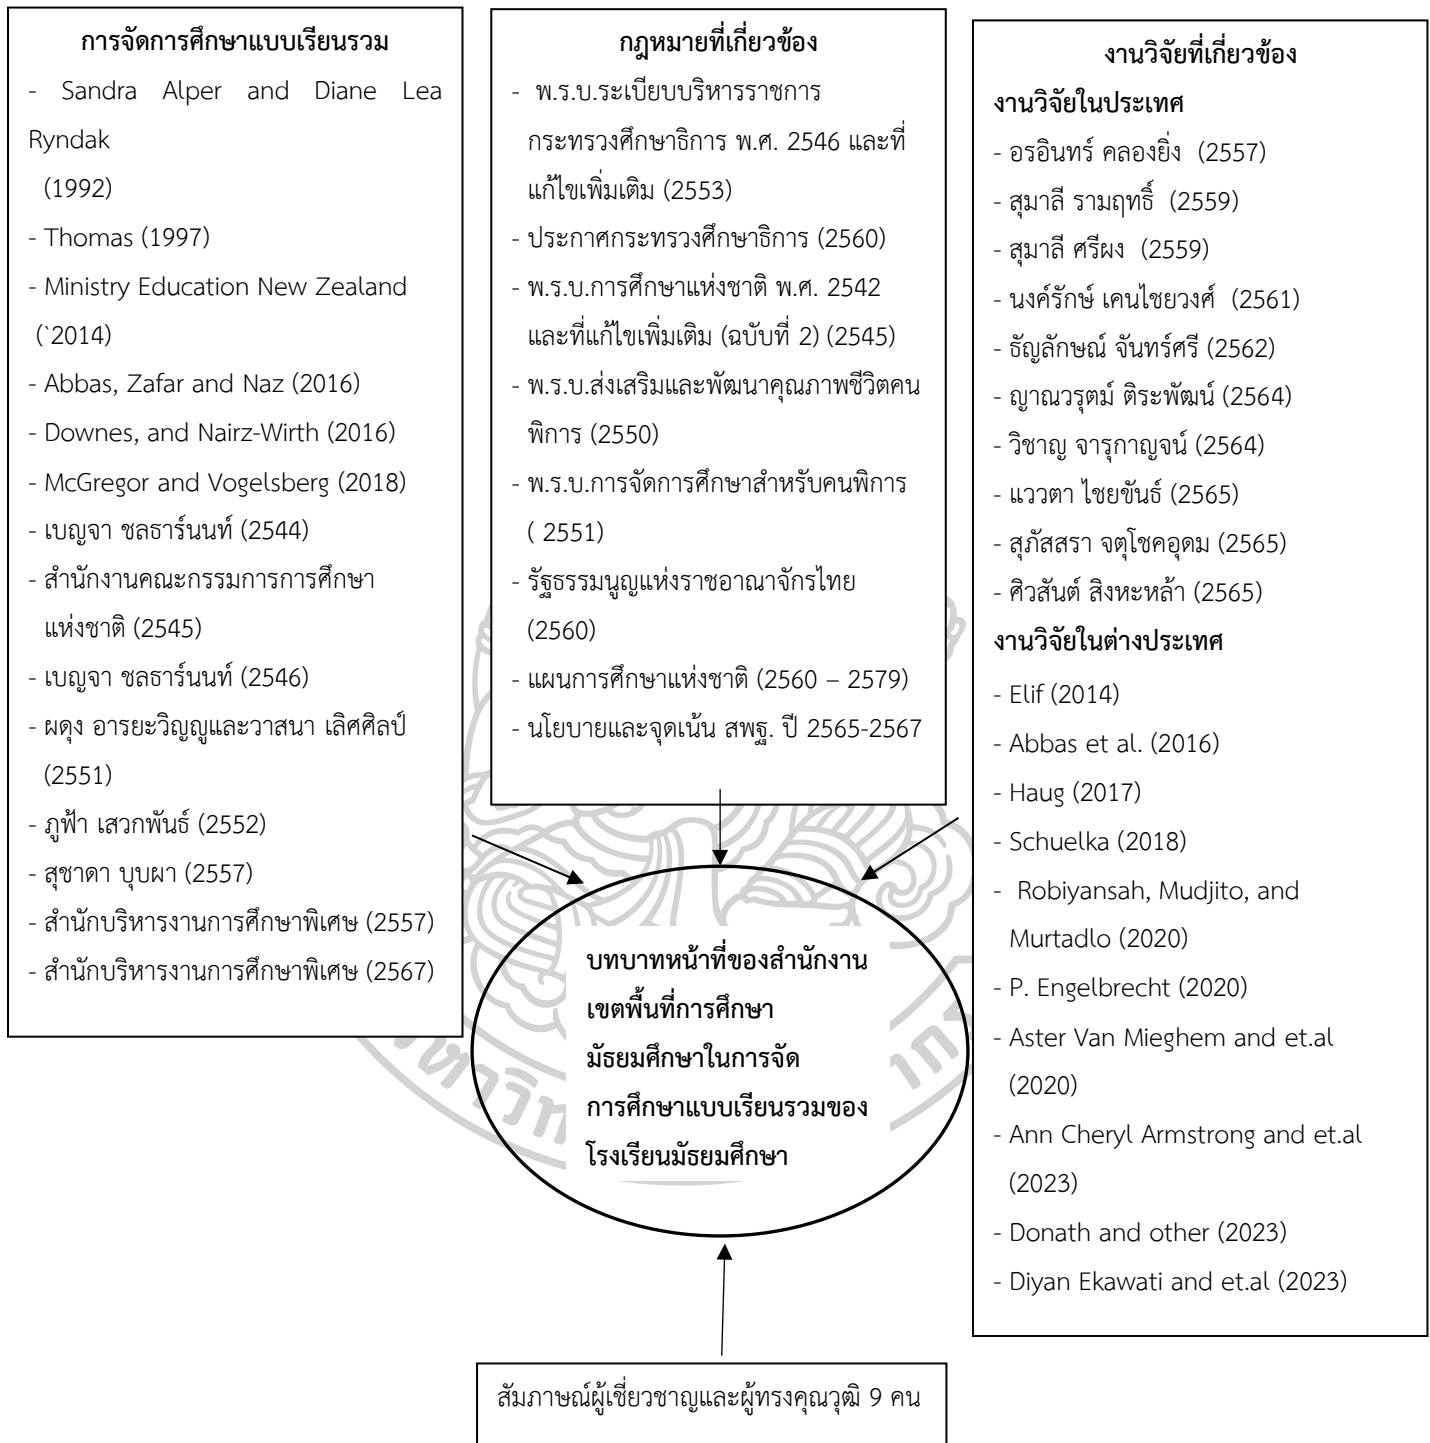 การจัดการศึกษาแบบเรียนรวม
- Sandra Alper and Diane Lea
Ryndak
(1992)
- Thomas (1997)
- Ministry Education New Zealand
(`2014)
- Abbas, Zafar and Naz (2016)
- Downes, and Nairz-Wirth (2016)
- McGregor and Vogelsberg (2018)
- เบญจา ชลธาร์นนท์ (2544)
- สำนักงานคณะกรรมการการศึกษา
แห่งชาติ (2545)
- เบญจา ชลธาร์นนท์ (2546)
- ผดุง อารยะวิญญูและวาสนา เลิศศิลป์
(2551)
- ภูฟ้า เสวกพันธ์ (2552)
- สุชาดา บุบผา (2557)
- สำนักบริหารงานการศึกษาพิเศษ (2557)
- สำนักบริหารงานการศึกษาพิเศษ (2567)
กฎหมายที่เกี่ยวข้อง
- พ.ร.บ.ระเบียบบริหารราชการ
กระทรวงศึกษาธิการ พ.ศ. 2546 และที่
แก้ไขเพิ่มเติม (2553)
- ประกาศกระทรวงศึกษาธิการ (2560)
- พ.ร.บ.การศึกษาแห่งชาติ พ.ศ. 2542
และที่แก้ไขเพิ่มเติม (ฉบับที่ 2) (2545)
- พ.ร.บ.ส่งเสริมและพัฒนาคุณภาพชีวิตคน
พิการ (2550)
- พ.ร.บ.การจัดการศึกษาสำหรับคนพิการ
( 2551)
- รัฐธรรมนูญแห่งราชอาณาจักรไทย
(2560)
- แผนการศึกษาแห่งชาติ (2560 – 2579)
- นโยบายและจุดเน้น สพฐ. ปี 2565-2567
งานวิจัยที่เกี่ยวข้อง
งานวิจัยในประเทศ
- อรอินทร์ คลองยิ่ง (2557)
- สุมาลี รามฤทธิ์ (2559)
- สุมาลี ศรีผง (2559)
- นงค์รักษ์ เคนไชยวงศ์ (2561)
- ธัญลักษณ์ จันทร์ศรี (2562)
- ญาณวรุตม์ ติระพัฒน์ (2564)
- วิชาญ จารุกาญจน์ (2564)
- แววตา ไชยขันธ์ (2565)
- สุภัสสรา จตุโชคอุดม (2565)
- ศิวสันต์ สิงหะหล้า (2565)
งานวิจัยในต่างประเทศ
- Elif (2014)
- Abbas et al. (2016)
- Haug (2017)
- Schuelka (2018)
- Robiyansah, Mudjito, and
Murtadlo (2020)
- P. Engelbrecht (2020)
- Aster Van Mieghem and et.al
(2020)
- Ann Cheryl Armstrong and et.al
(2023)
- Donath and other (2023)
- Diyan Ekawati and et.al (2023)
บทบาทหน้าที่ของสำนักงาน
เขตพื้นที่การศึกษา
มัธยมศึกษาในการจัด
การศึกษาแบบเรียนรวมของ
โรงเรียนมัธยมศึกษา
สัมภาษณ์ผู้เชี่ยวชาญและผู้ทรงคุณวุฒิ 9 คน